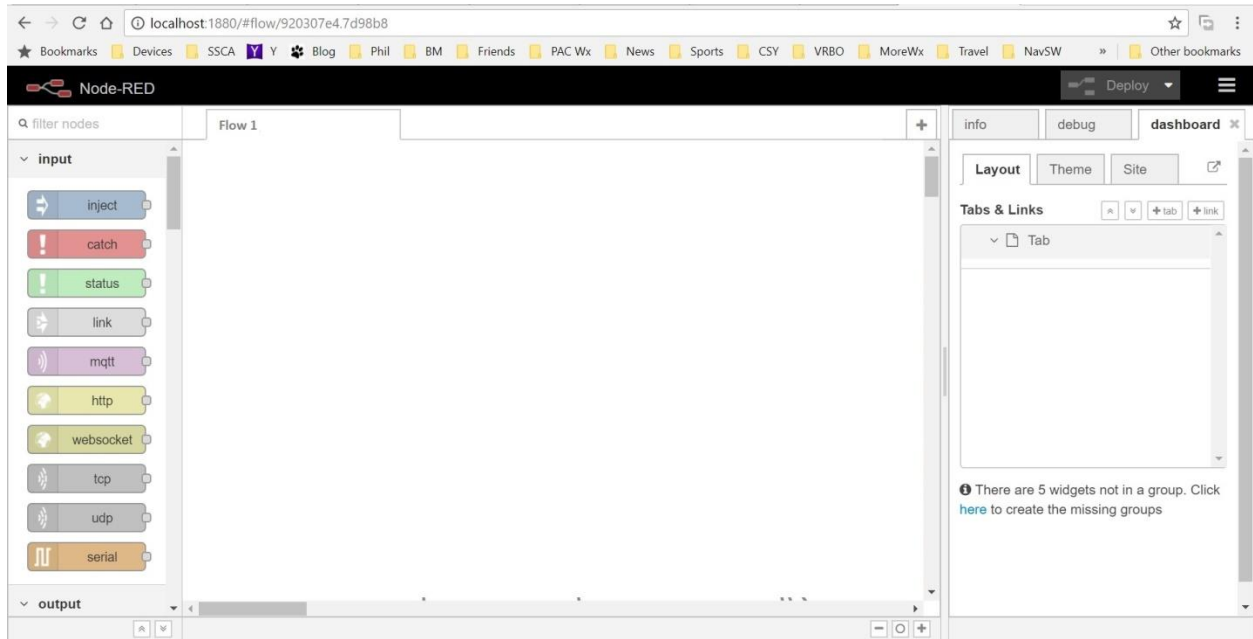 localhost:1880/#flow/920307e4.7d98b8
Bookmarks Devices SSCA Y Y Blog Phil BM Friends PAC Wx News Sports CSY VRBO MoreWx Travel NavSW » Other bookmarks
Node-RED Deploy
filter nodes Flow 1 + info debug dashboard
input
Layout Theme Site
inject
Tabs & Links + tab + link
catch
Tab
status
link
mqtt
http
websocket
tcp
There are 5 widgets not in a group. Click
here to create the missing groups
udp
serial
output